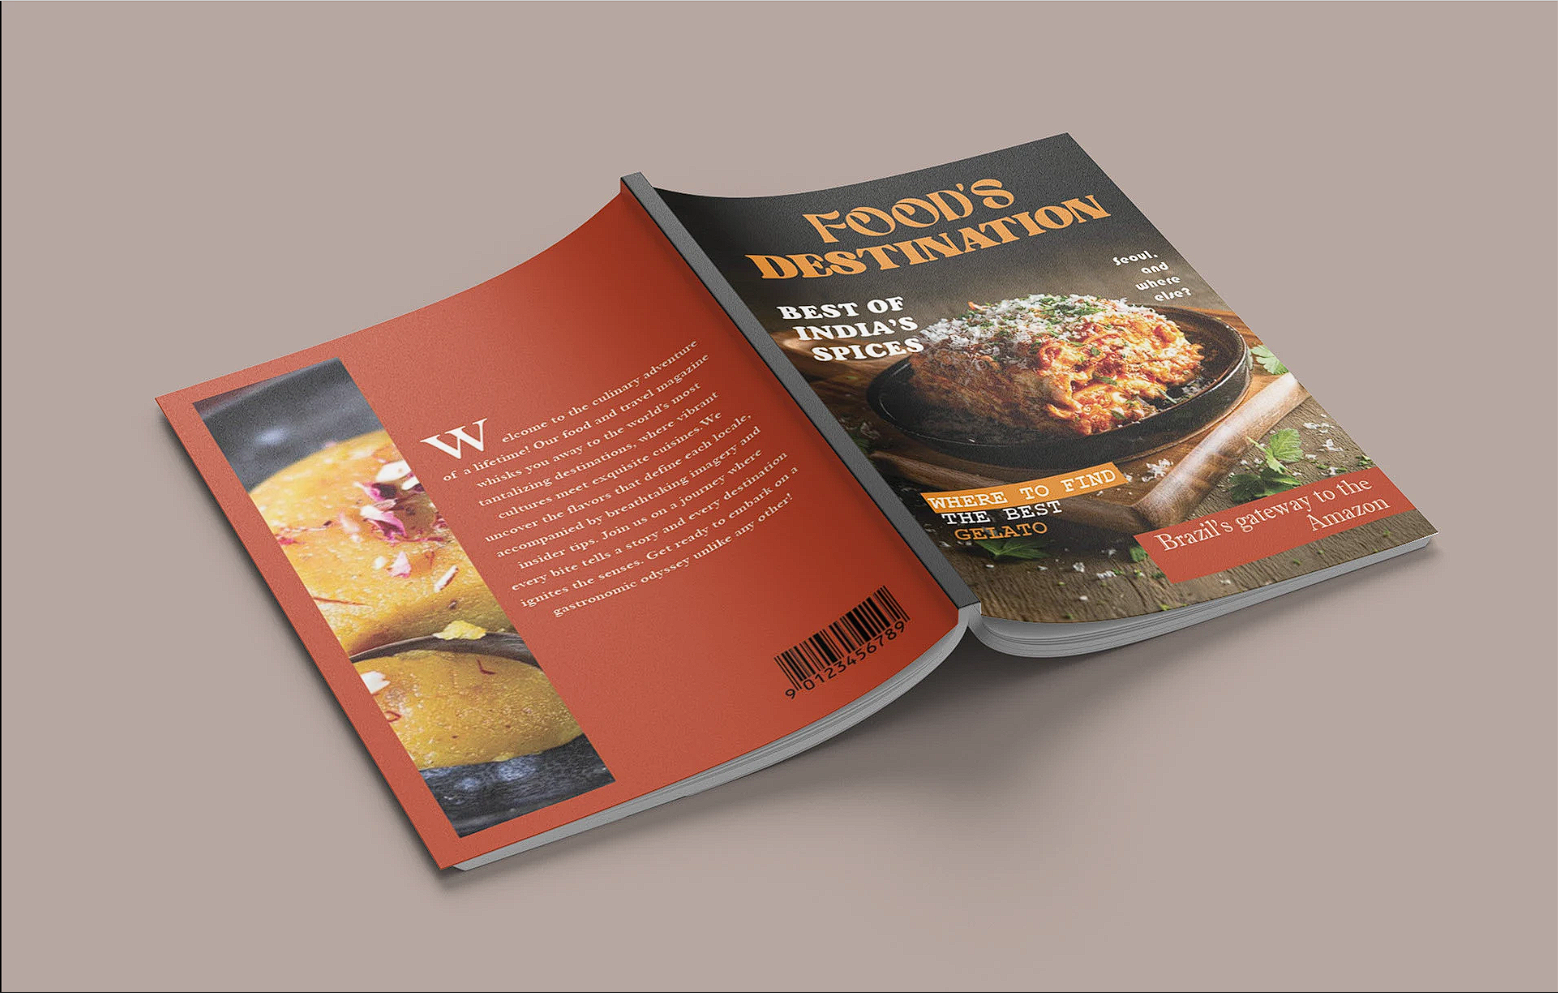 FOOD'S
DESTINATION
Seoul,
and
where
else?
BEST OF
INDIA'S
SPICES
WHERE TO FIND
THE BEST
GELATO
Brazil's gateway to the
Amazon
Welcome to the culinary adventure
of a lifetime! Our food and travel magazine
whisks you away to the world's most
tantalizing destinations, where vibrant
cultures meet exquisite cuisines. We
uncover the flavors that define each locale,
accompanied by breathtaking imagery and
insider tips. Join us on a journey where
every bite tells a story and every destination
ignites the senses. Get ready to embark on a
gastronomic odyssey unlike any other!
9 0123456789